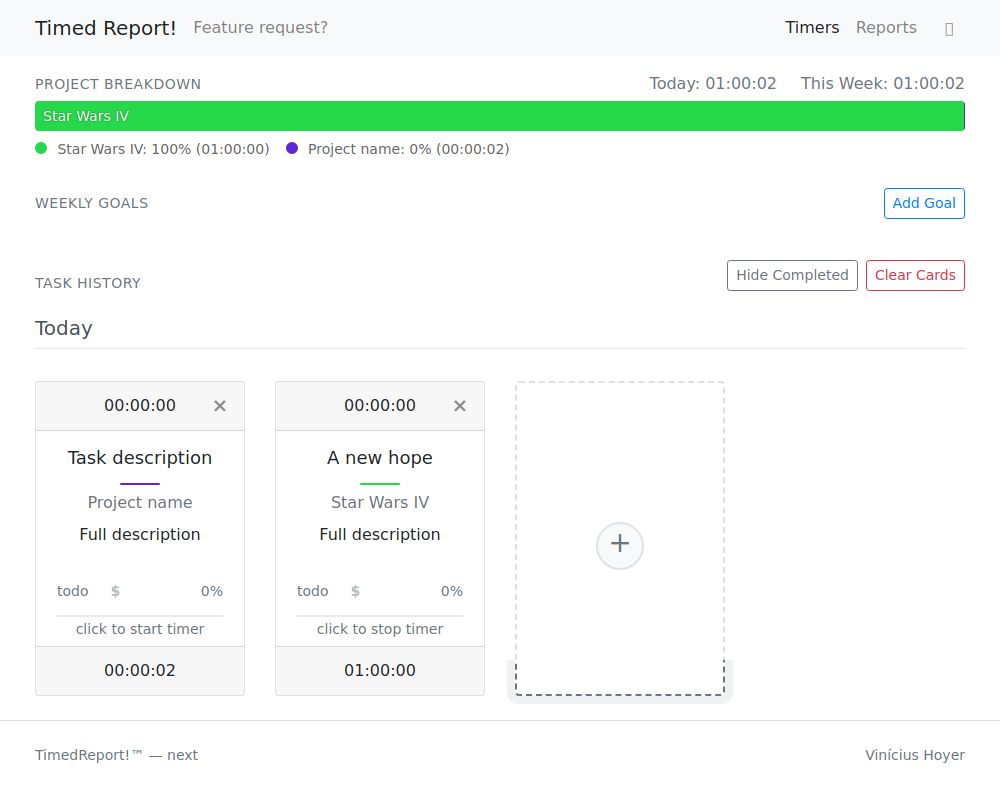 Timed Report! Feature request? Timers Reports
PROJECT BREAKDOWN Today: 01:00:02 This Week: 01:00:02
Star Wars IV
Star Wars IV: 100% (01:00:00) Project name: 0% (00:00:02)
WEEKLY GOALS Add Goal
TASK HISTORY Hide Completed Clear Cards
Today
00:00:00 ×
Task description
Project name
Full description
todo $ 0%
click to start timer
00:00:02
00:00:00 ×
A new hope
Star Wars IV
Full description
todo $ 0%
click to stop timer
01:00:00
+
TimedReport!™ — next Vinícius Hoyer